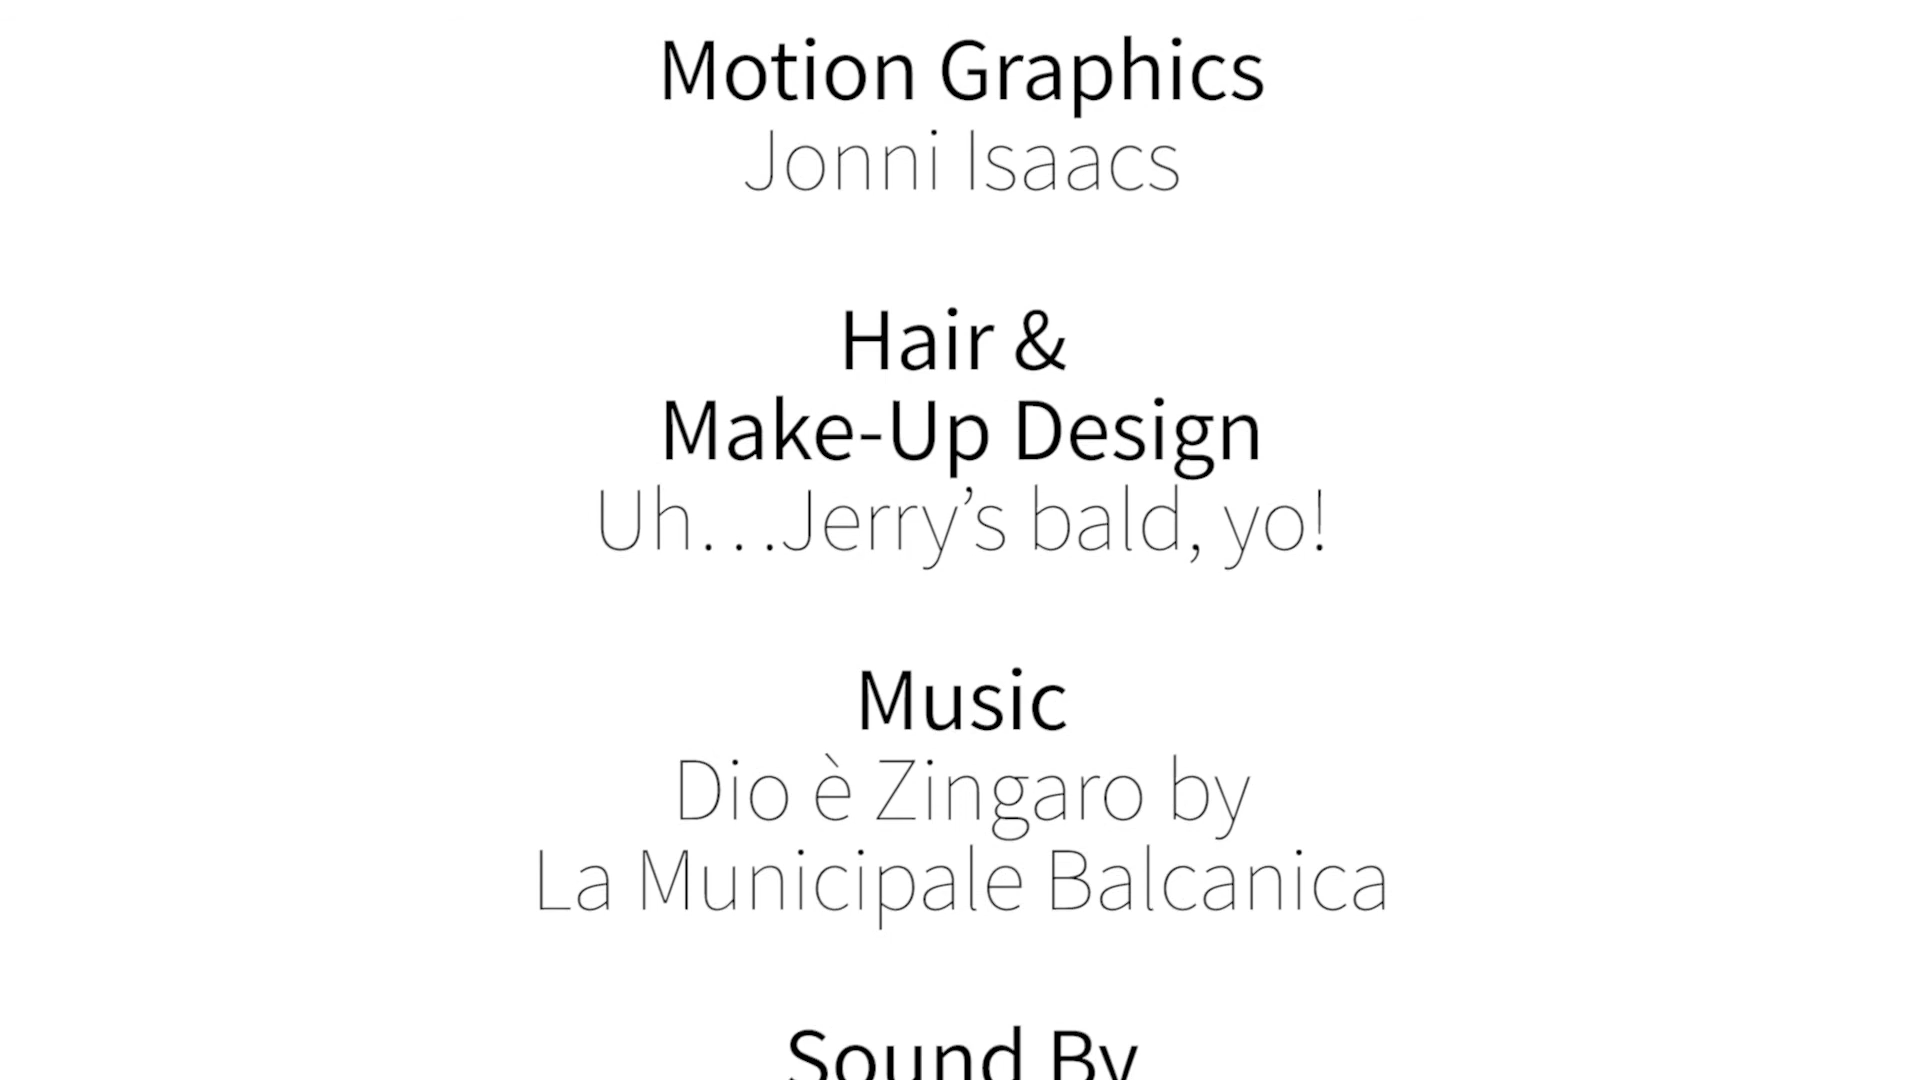 Motion Graphics
Jonni Isaacs
Hair &
Make-Up Design
Uh...Jerry’s bald, yo!
Music
Dio è Zingaro by
La Municipale Balcanica
Sound By